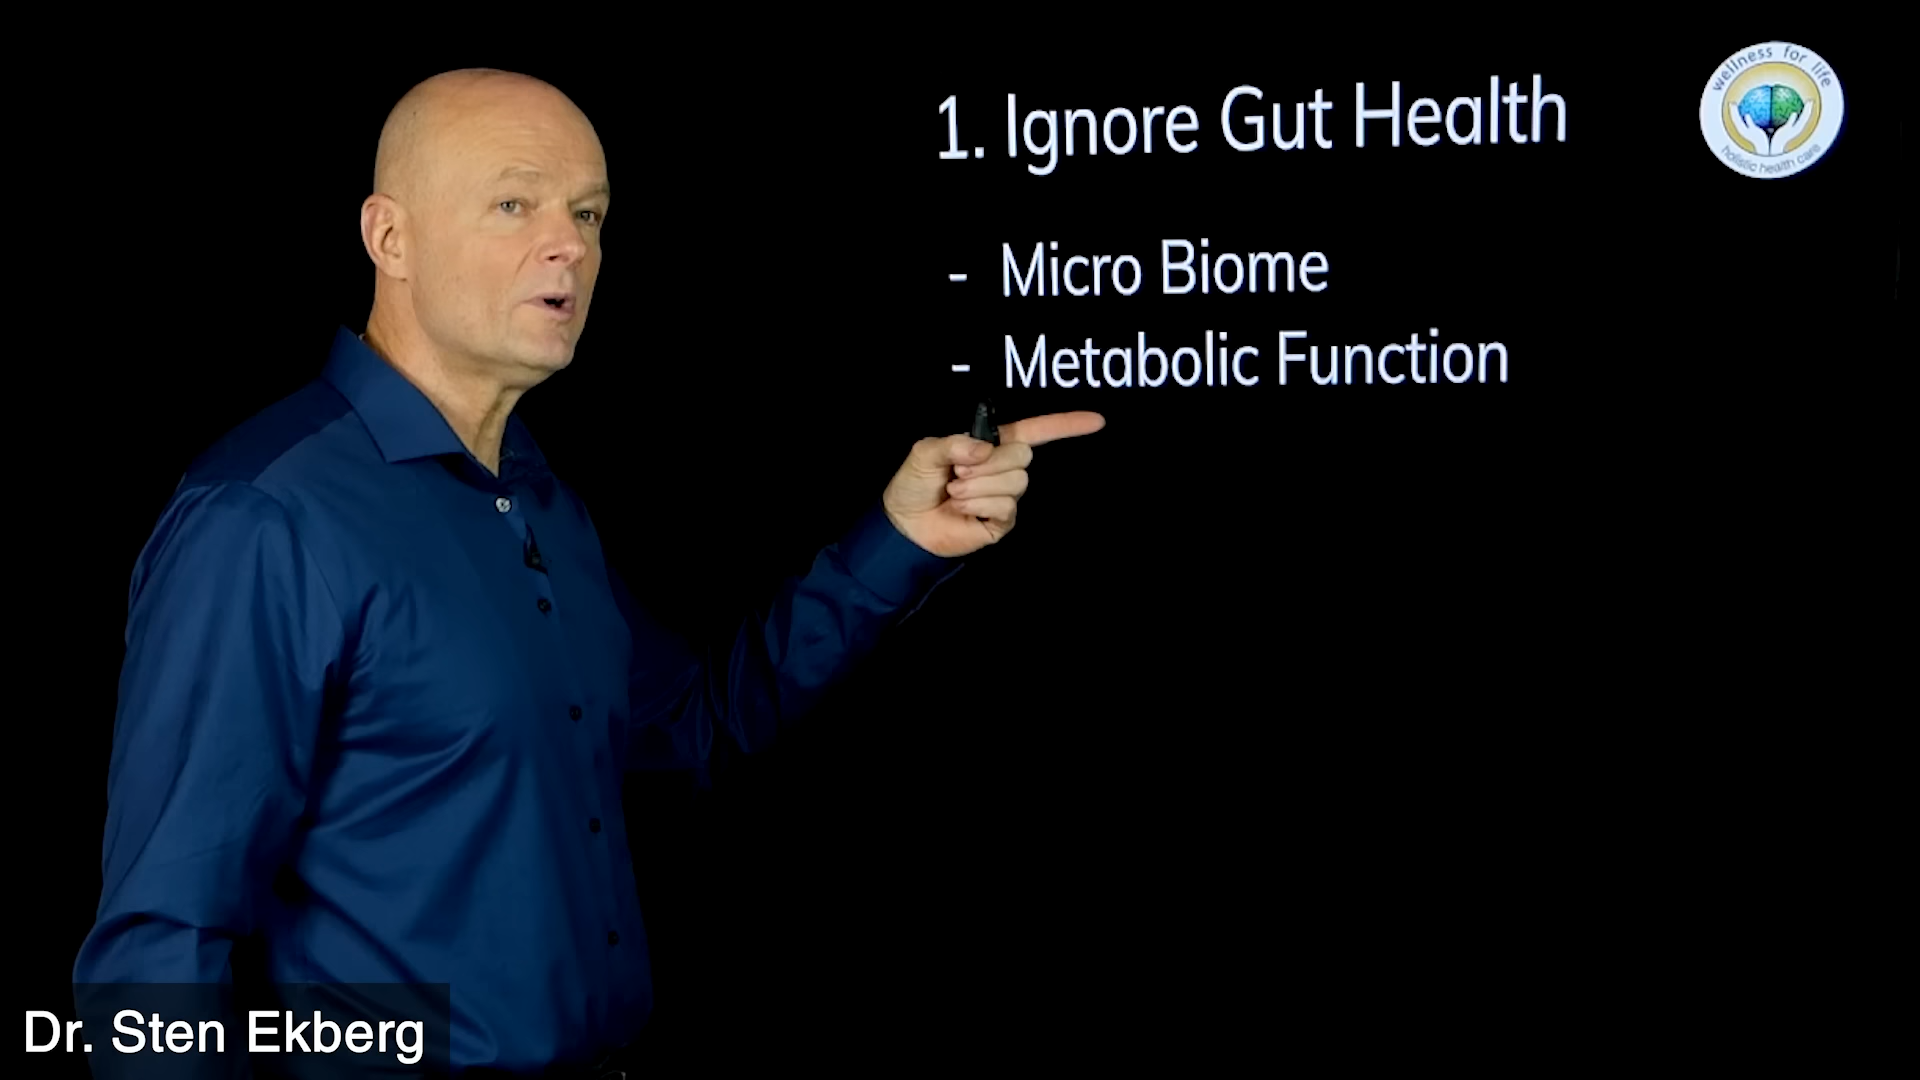 1. Ignore Gut Health
wellness for life
holistic health care
- Micro Biome
- Metabolic Function
Dr. Sten Ekberg